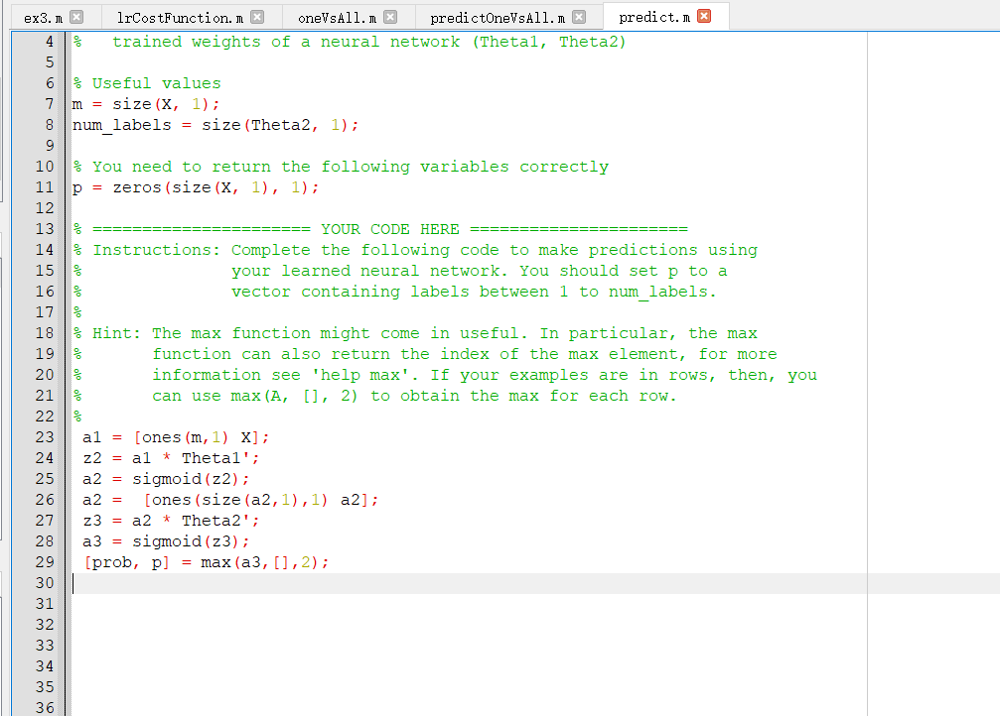 ex3.m lrCostFunction.m oneVsAll.m predictOneVsAll.m predict.m
4 %   trained weights of a neural network (Theta1, Theta2)
5
6 % Useful values
7 m = size(X, 1);
8 num_labels = size(Theta2, 1);
9
10 % You need to return the following variables correctly
11 p = zeros(size(X, 1), 1);
12
13 % ====================== YOUR CODE HERE ======================
14 % Instructions: Complete the following code to make predictions using
15 %               your learned neural network. You should set p to a
16 %               vector containing labels between 1 to num_labels.
17 %
18 % Hint: The max function might come in useful. In particular, the max
19 %       function can also return the index of the max element, for more
20 %       information see 'help max'. If your examples are in rows, then, you
21 %       can use max(A, [], 2) to obtain the max for each row.
22 %
23  a1 = [ones(m,1) X];
24  z2 = a1 * Theta1';
25  a2 = sigmoid(z2);
26  a2 =  [ones(size(a2,1),1) a2];
27  z3 = a2 * Theta2';
28  a3 = sigmoid(z3);
29  [prob, p] = max(a3,[],2);
30
31
32
33
34
35
36